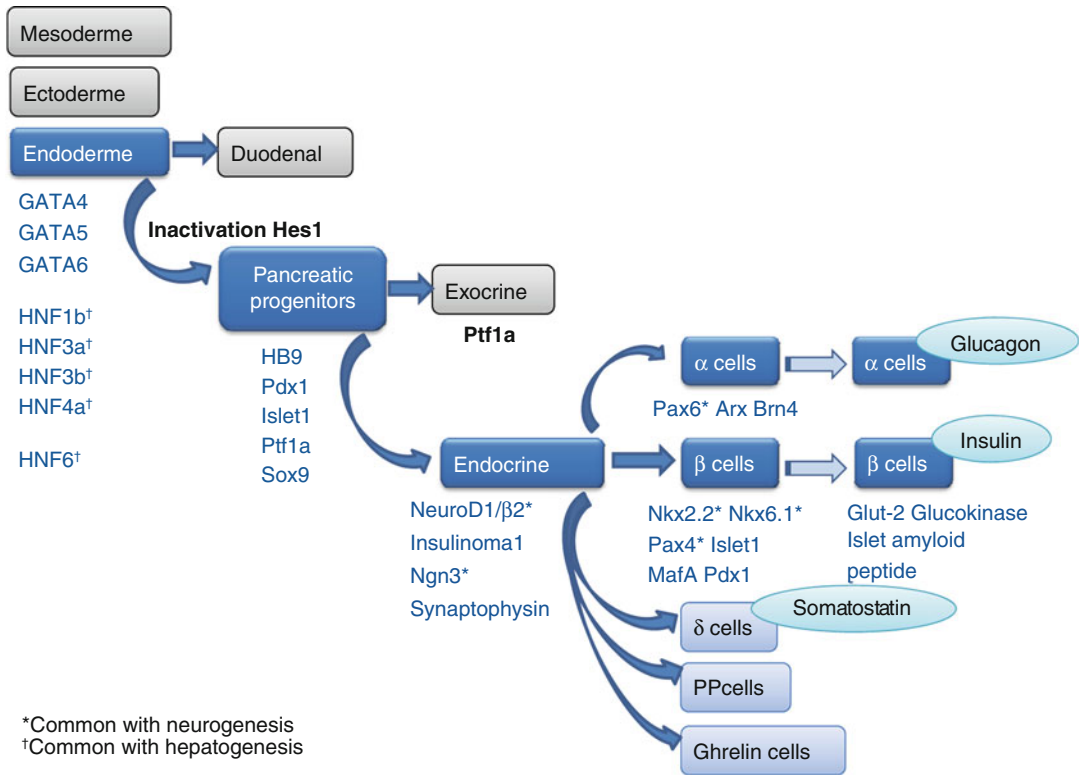 Mesoderme
Ectoderme
Endoderme
Duodenal
GATA4
GATA5
GATA6
HNF1b†
HNF3a†
HNF3b†
HNF4a†
HNF6†
Inactivation Hes1
Pancreatic
progenitors
Exocrine
Ptf1a
HB9
Pdx1
Islet1
Ptf1a
Sox9
Endocrine
NeuroD1/β2*
Insulinoma1
Ngn3*
Synaptophysin
α cells
α cells
Glucagon
Pax6* Arx Brn4
β cells
β cells
Insulin
Nkx2.2* Nkx6.1*
Pax4* Islet1
MafA Pdx1
Glut-2 Glucokinase
Islet amyloid
peptide
δ cells
Somatostatin
PPcells
Ghrelin cells
*Common with neurogenesis
†Common with hepatogenesis